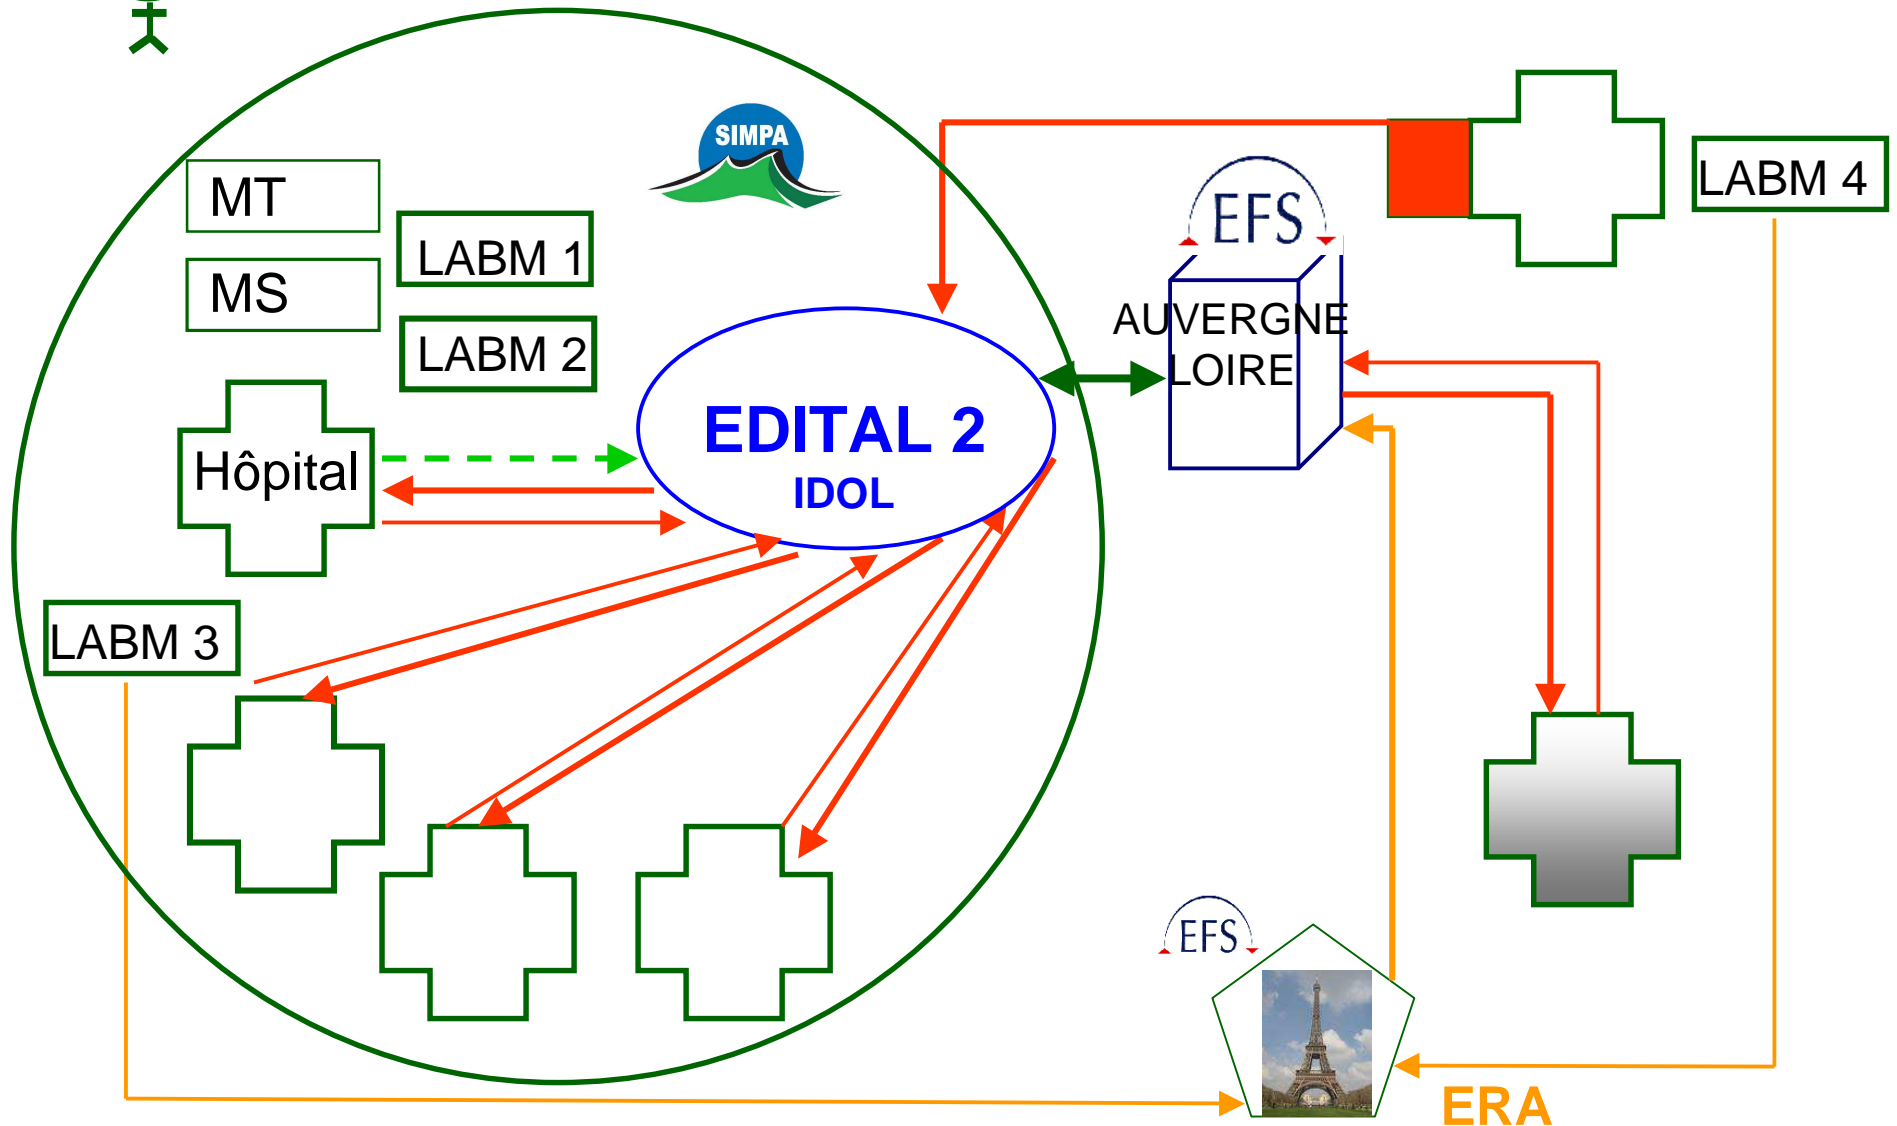 SIMPA
MT
LABM 1
MS
LABM 2
Hôpital
EDITAL 2
IDOL
LABM 3
EFS
AUVERGNE
LOIRE
LABM 4
EFS
ERA